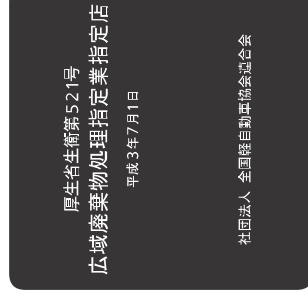 厚生省生衛第521号
広域廃棄物処理指定業指定店
平成3年7月1日
社団法人 全国軽自動車協会連合会